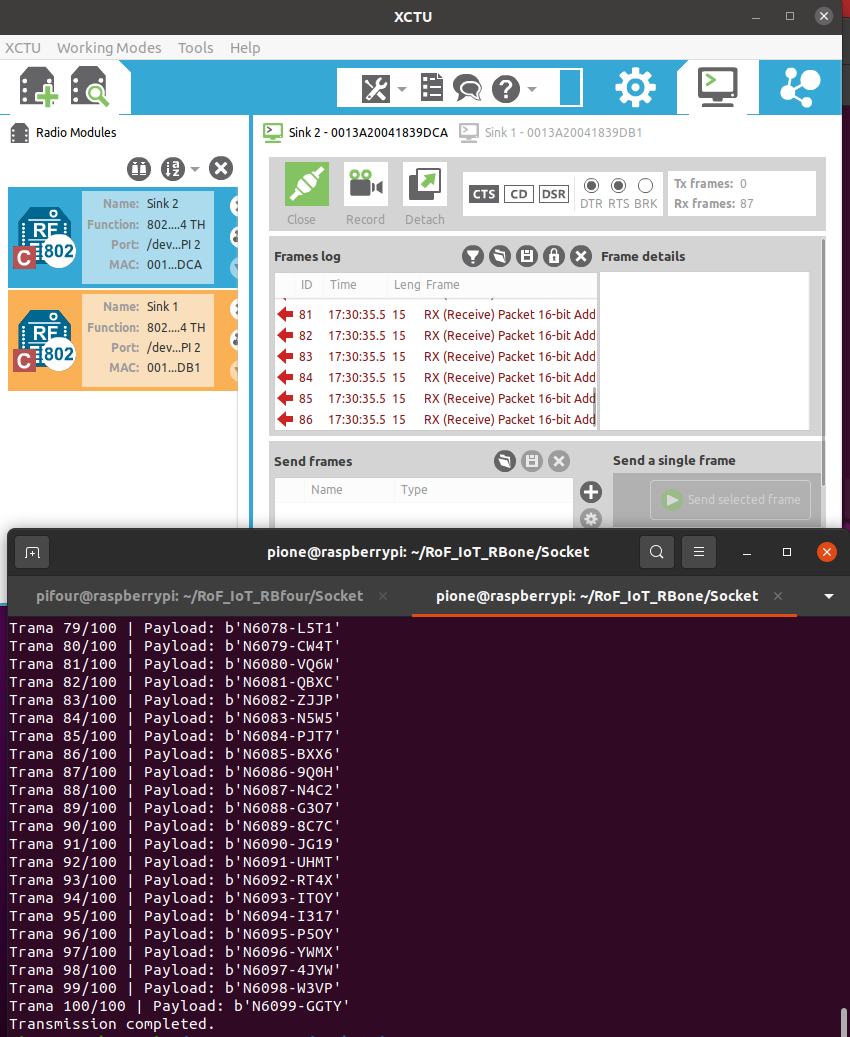 XCTU
XCTU Working Modes Tools Help
Radio Modules
Name: Sink 2
Function: 802....4 TH
Port: /dev...PI 2
MAC: 001...DCA
RF
C 802
Name: Sink 1
Function: 802....4 TH
Port: /dev...PI 2
MAC: 001...DB1
RF
C 802
Sink 2 - 0013A20041839DCA Sink 1 - 0013A20041839DB1
Close Record Detach
CTS CD DSR
DTR RTS BRK
Tx frames: 0
Rx frames: 87
Frames log
ID Time Leng Frame
81 17:30:35.5 15 RX (Receive) Packet 16-bit Add
82 17:30:35.5 15 RX (Receive) Packet 16-bit Add
83 17:30:35.5 15 RX (Receive) Packet 16-bit Add
84 17:30:35.5 15 RX (Receive) Packet 16-bit Add
85 17:30:35.5 15 RX (Receive) Packet 16-bit Add
86 17:30:35.5 15 RX (Receive) Packet 16-bit Add
Frame details
Send frames
Name Type
Send a single frame
Send selected frame
pione@raspberrypi: ~/RoF_IoT_RBone/Socket
pifour@raspberrypi: ~/RoF_IoT_RBfour/Socket
pione@raspberrypi: ~/RoF_IoT_RBone/Socket
Trama 79/100 | Payload: b'N6078-L5T1'
Trama 80/100 | Payload: b'N6079-CW4T'
Trama 81/100 | Payload: b'N6080-VQ6W'
Trama 82/100 | Payload: b'N6081-QBXC'
Trama 83/100 | Payload: b'N6082-ZJJP'
Trama 84/100 | Payload: b'N6083-N5W5'
Trama 85/100 | Payload: b'N6084-PJT7'
Trama 86/100 | Payload: b'N6085-BXX6'
Trama 87/100 | Payload: b'N6086-9Q0H'
Trama 88/100 | Payload: b'N6087-N4C2'
Trama 89/100 | Payload: b'N6088-G3O7'
Trama 90/100 | Payload: b'N6089-8C7C'
Trama 91/100 | Payload: b'N6090-JG19'
Trama 92/100 | Payload: b'N6091-UHMT'
Trama 93/100 | Payload: b'N6092-RT4X'
Trama 94/100 | Payload: b'N6093-ITOY'
Trama 95/100 | Payload: b'N6094-I317'
Trama 96/100 | Payload: b'N6095-P5OY'
Trama 97/100 | Payload: b'N6096-YWMX'
Trama 98/100 | Payload: b'N6097-4JYW'
Trama 99/100 | Payload: b'N6098-W3VP'
Trama 100/100 | Payload: b'N6099-GGTY'
Transmission completed.